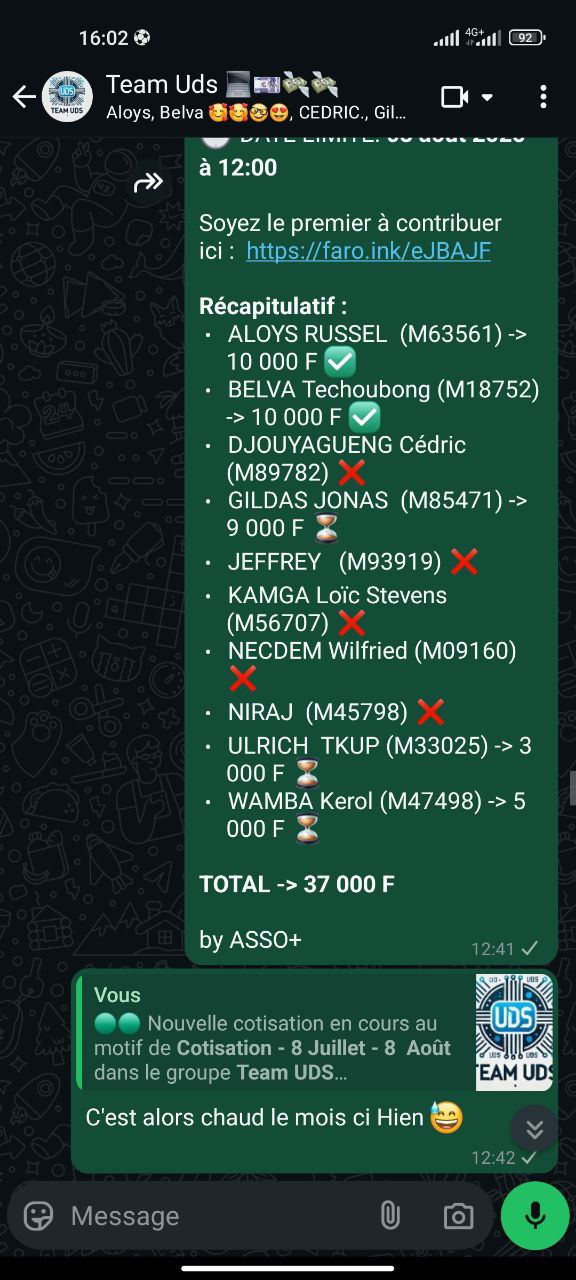 16:02
4G+
92
Team Uds
Aloys, Belva 🥰🥰🤓😍, CEDRIC., Gil...
DATE LIMITE:
à 12:00
Soyez le premier à contribuer
ici : https://faro.ink/eJBAJF
Récapitulatif :
• ALOYS RUSSEL (M63561) ->
10 000 F ✅
• BELVA Techoubong (M18752)
-> 10 000 F ✅
• DJOUYAGUENG Cédric
(M89782) ❌
• GILDAS JONAS (M85471) ->
9 000 F ⏳
• JEFFREY (M93919) ❌
• KAMGA Loïc Stevens
(M56707) ❌
• NECDEM Wilfried (M09160)
❌
• NIRAJ (M45798) ❌
• ULRICH TKUP (M33025) -> 3
000 F ⏳
• WAMBA Kerol (M47498) -> 5
000 F ⏳
TOTAL -> 37 000 F
by ASSO+
12:41
Vous
Nouvelle cotisation en cours au
motif de Cotisation - 8 Juillet - 8 Août
dans le groupe Team UDS...
UDS
TEAM UDS
C'est alors chaud le mois ci Hien 😅
12:42
Message